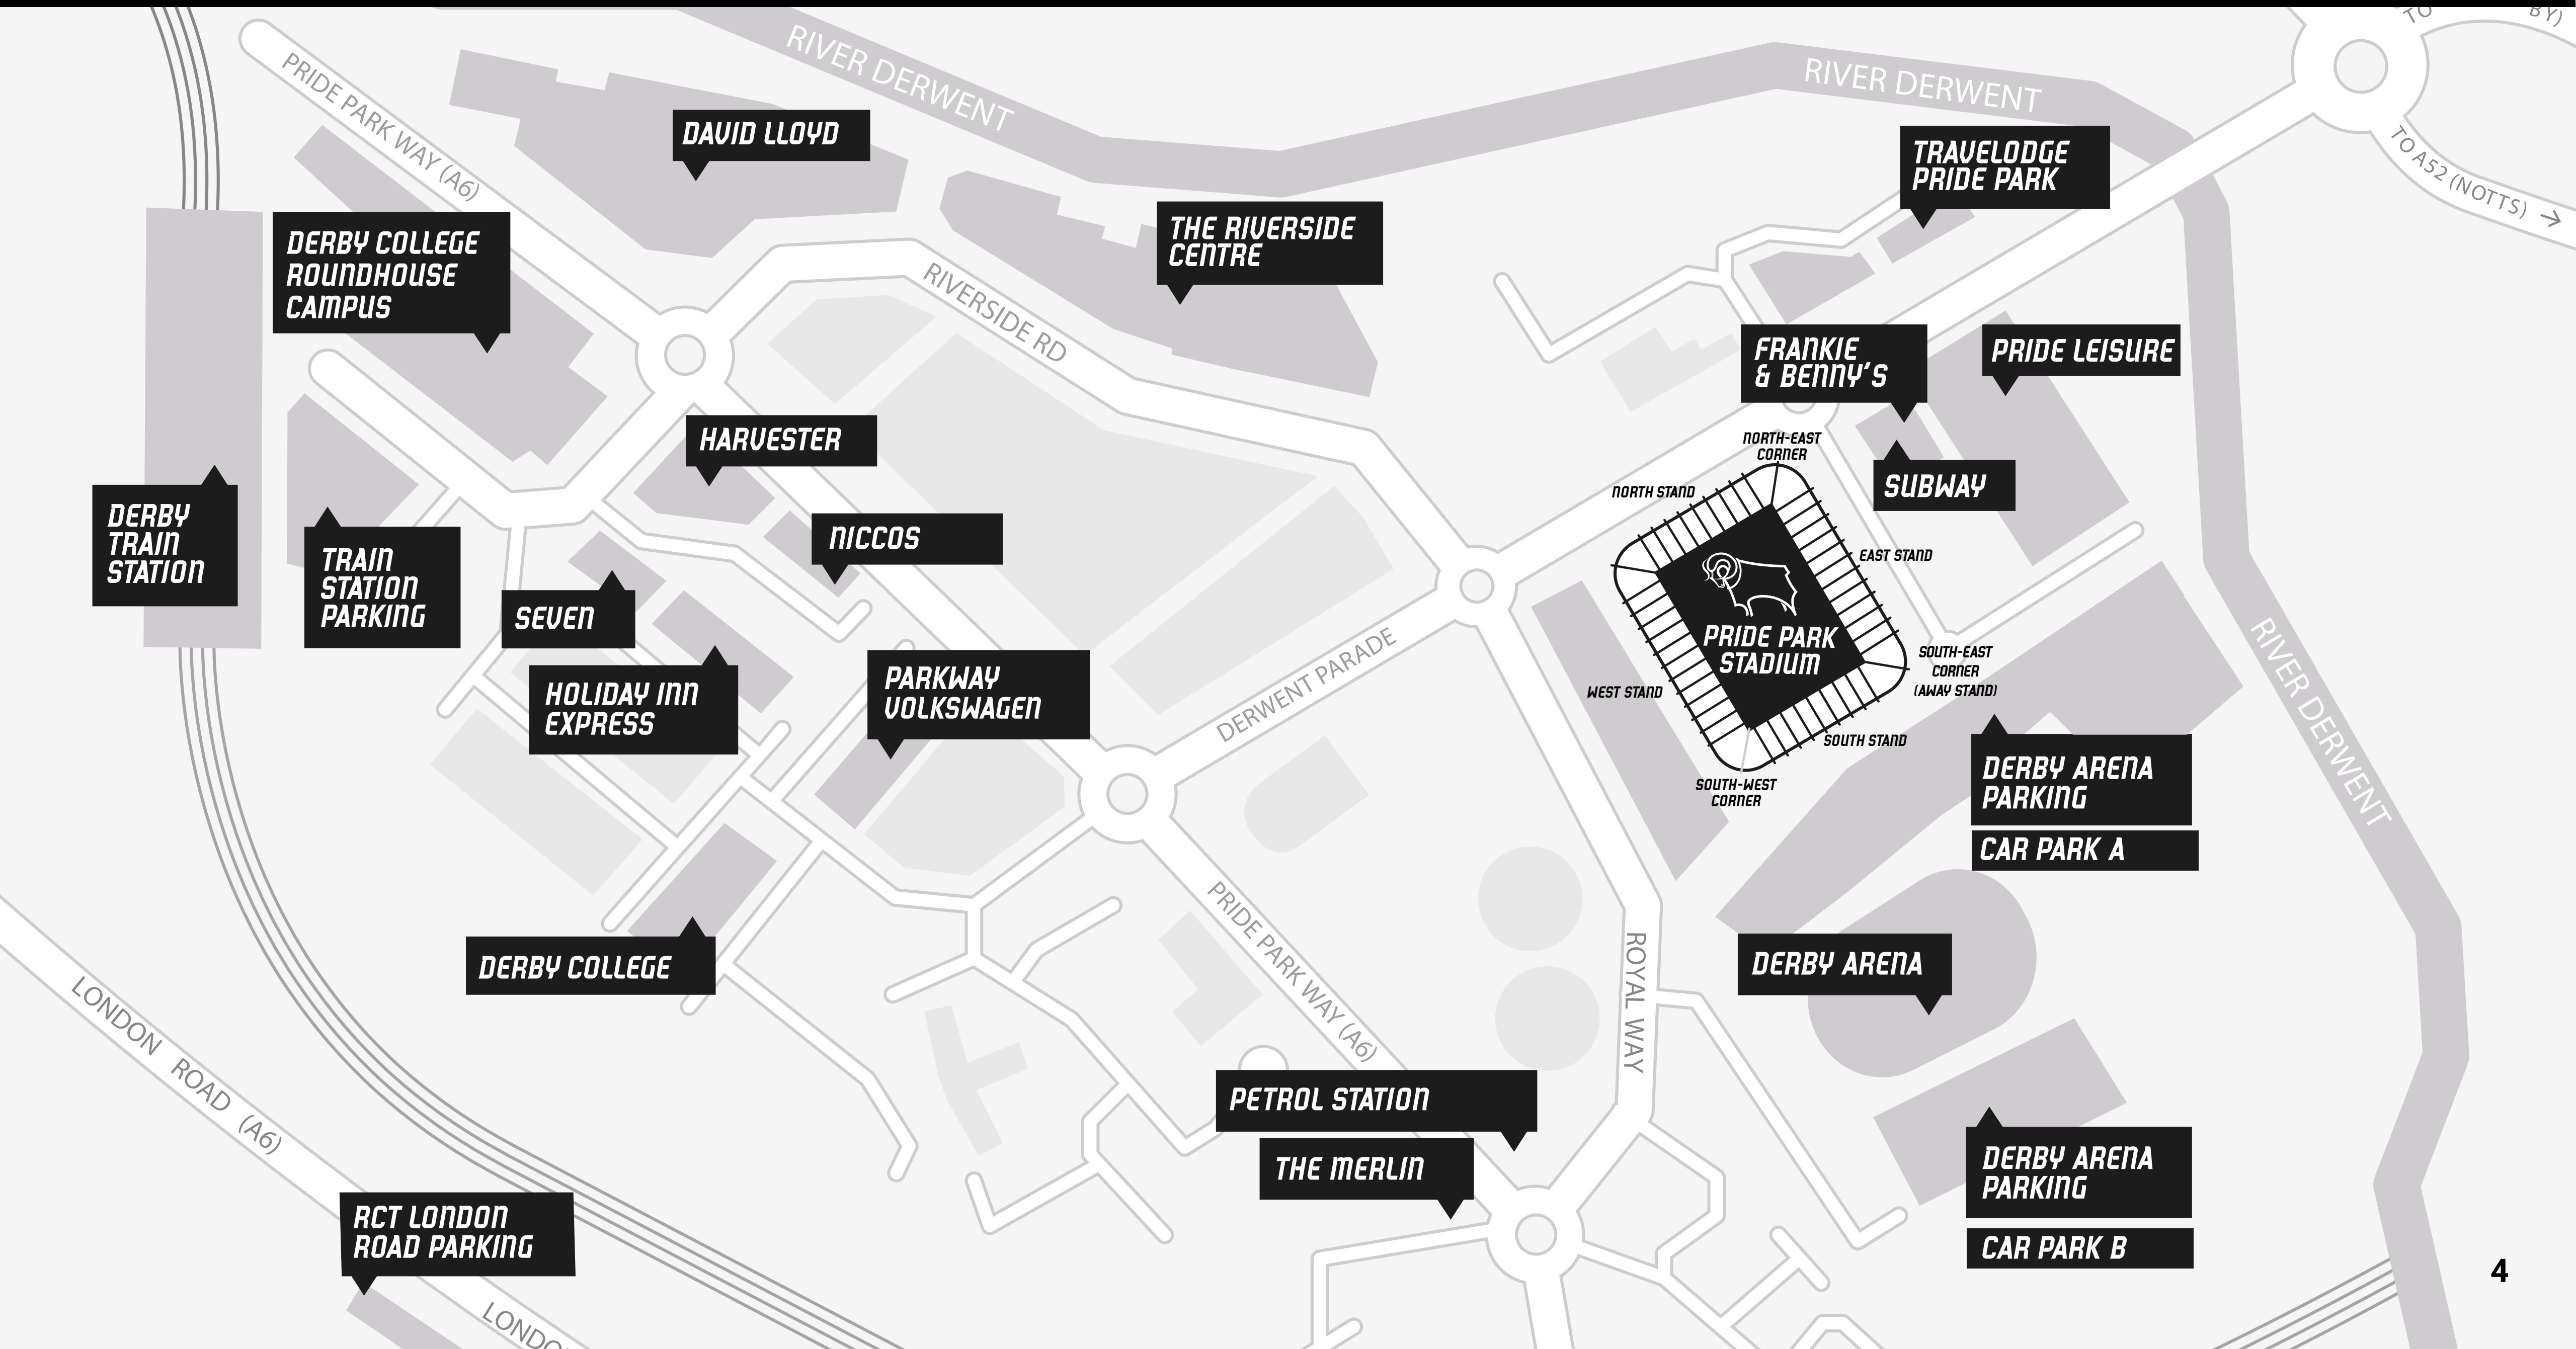 TO
BY)
RIVER DERWENT
RIVER DERWENT
PRIDE PARK WAY (A6)
DAVID LLOYD
TRAVELODGE
PRIDE PARK
TO A52 (NOTTS) →
DERBY COLLEGE
ROUNDHOUSE
CAMPUS
THE RIVERSIDE
CENTRE
RIVERSIDE RD
FRANKIE
& BENNY'S
PRIDE LEISURE
HARVESTER
NORTH-EAST
CORNER
NORTH STAND
SUBWAY
DERBY
TRAIN
STATION
TRAIN
STATION
PARKING
NICCOS
EAST STAND
SEVEN
PRIDE PARK
STADIUM
SOUTH-EAST
CORNER
(AWAY STAND)
WEST STAND
RIVER DERWENT
HOLIDAY INN
EXPRESS
PARKWAY
VOLKSWAGEN
DERWENT PARADE
SOUTH STAND
SOUTH-WEST
CORNER
DERBY ARENA
PARKING
CAR PARK A
DERBY COLLEGE
PRIDE PARK WAY (A6)
ROYAL WAY
DERBY ARENA
LONDON ROAD (A6)
PETROL STATION
THE MERLIN
DERBY ARENA
PARKING
CAR PARK B
RCT LONDON
ROAD PARKING
LONDO
4